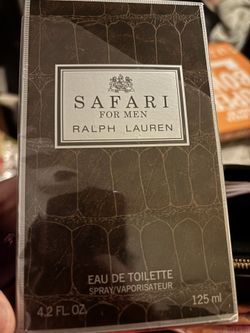 SAFARI
FOR MEN
RALPH LAUREN
EAU DE TOILETTE
SPRAY/VAPORISATEUR
4.2 FL.OZ.
125 ml